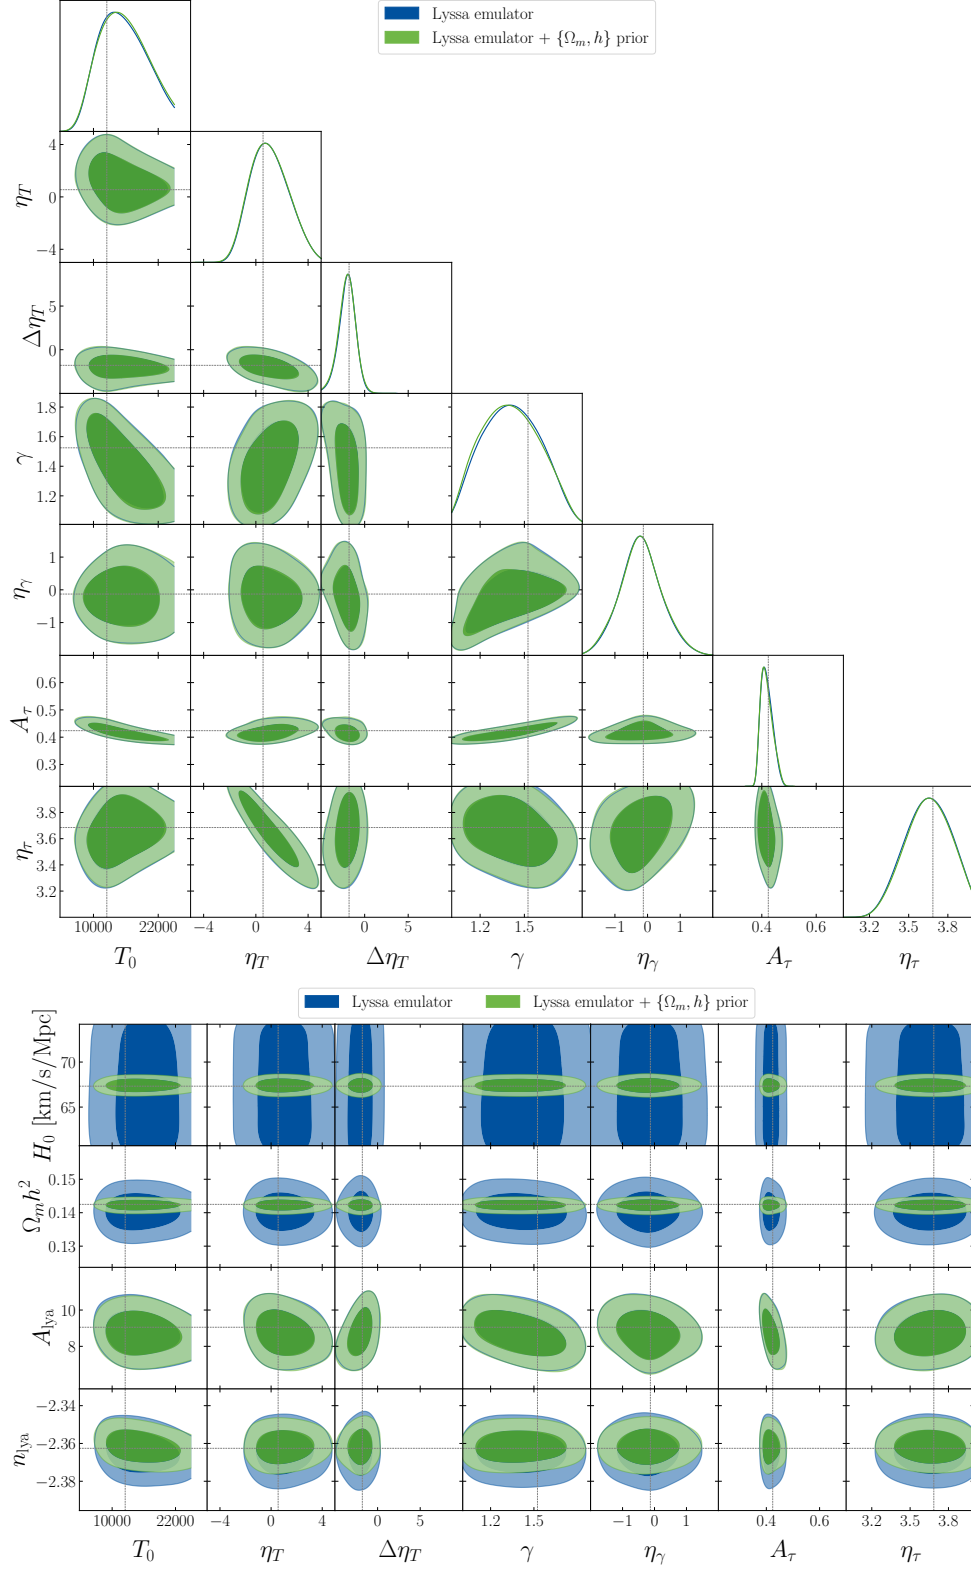 Lyssa emulator
Lyssa emulator + {Ω_m, h} prior
η_T
4
0
−4
Δη_T
5
0
γ
1.8
1.6
1.4
1.2
η_γ
1
0
−1
A_τ
0.6
0.5
0.4
0.3
η_τ
3.8
3.6
3.4
3.2
10000 22000 −4 0 4 0 5 1.2 1.5 −1 0 1 0.4 0.6 3.2 3.5 3.8
T_0 η_T Δη_T γ η_γ A_τ η_τ
Lyssa emulator Lyssa emulator + {Ω_m, h} prior
H_0 [km/s/Mpc]
70
65
Ω_m h^2
0.15
0.14
0.13
A_lya
10
8
n_lya
−2.34
−2.36
−2.38
10000 22000 −4 0 4 0 5 1.2 1.5 −1 0 1 0.4 0.6 3.2 3.5 3.8
T_0 η_T Δη_T γ η_γ A_τ η_τ